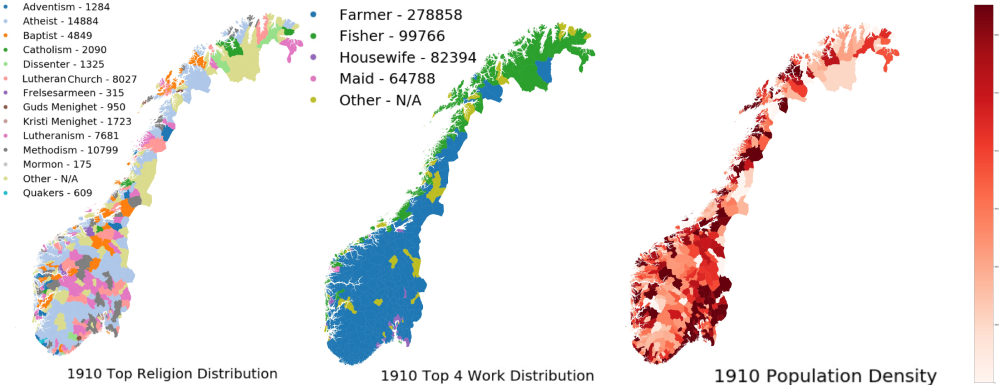 Adventism - 1284
Atheist - 14884
Baptist - 4849
Catholism - 2090
Dissenter - 1325
Lutheran Church - 8027
Frelsesarmeen - 315
Guds Menighet - 950
Kristi Menighet - 1723
Lutheranism - 7681
Methodism - 10799
Mormon - 175
Other - N/A
Quakers - 609
1910 Top Religion Distribution
Farmer - 278858
Fisher - 99766
Housewife - 82394
Maid - 64788
Other - N/A
1910 Top 4 Work Distribution
1910 Population Density